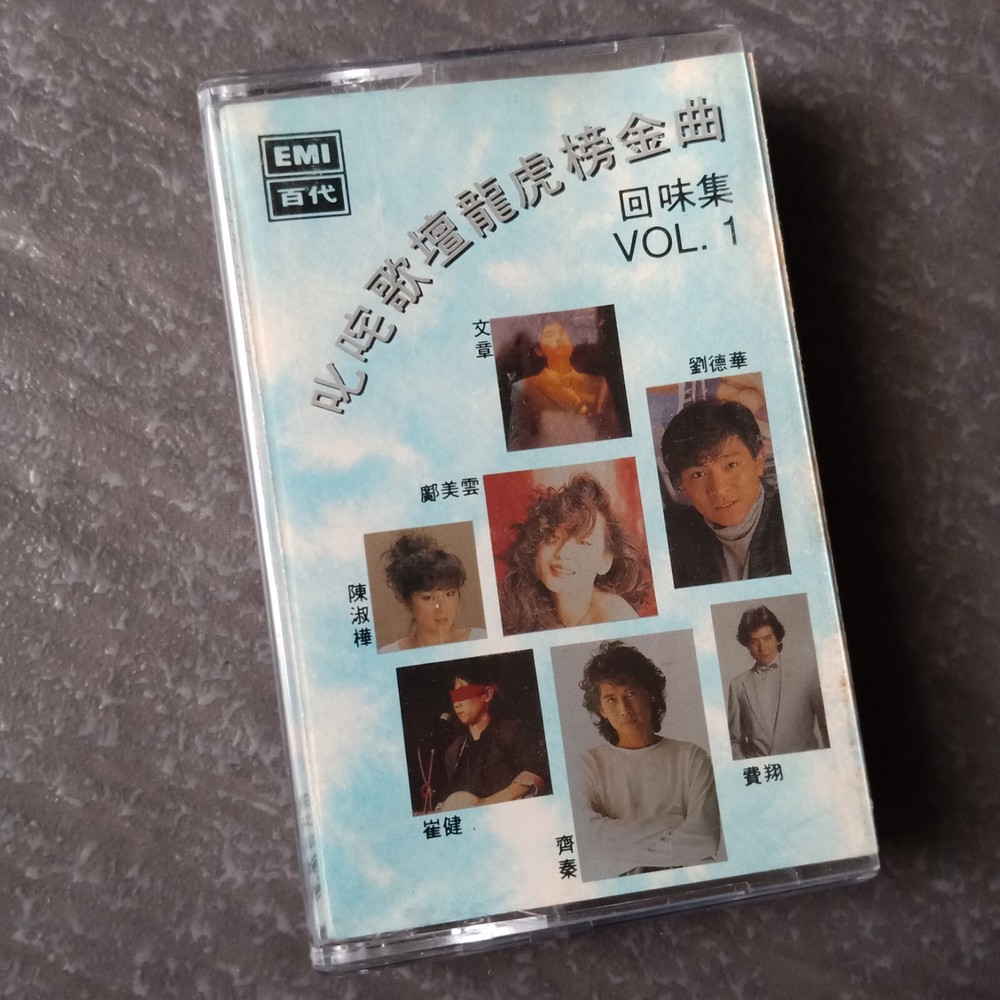 EMI
百代
叱咤歌壇龍虎榜金曲
回味集
VOL. 1
文章
劉德華
鄺美雲
陳淑樺
崔健
齊秦
費翔